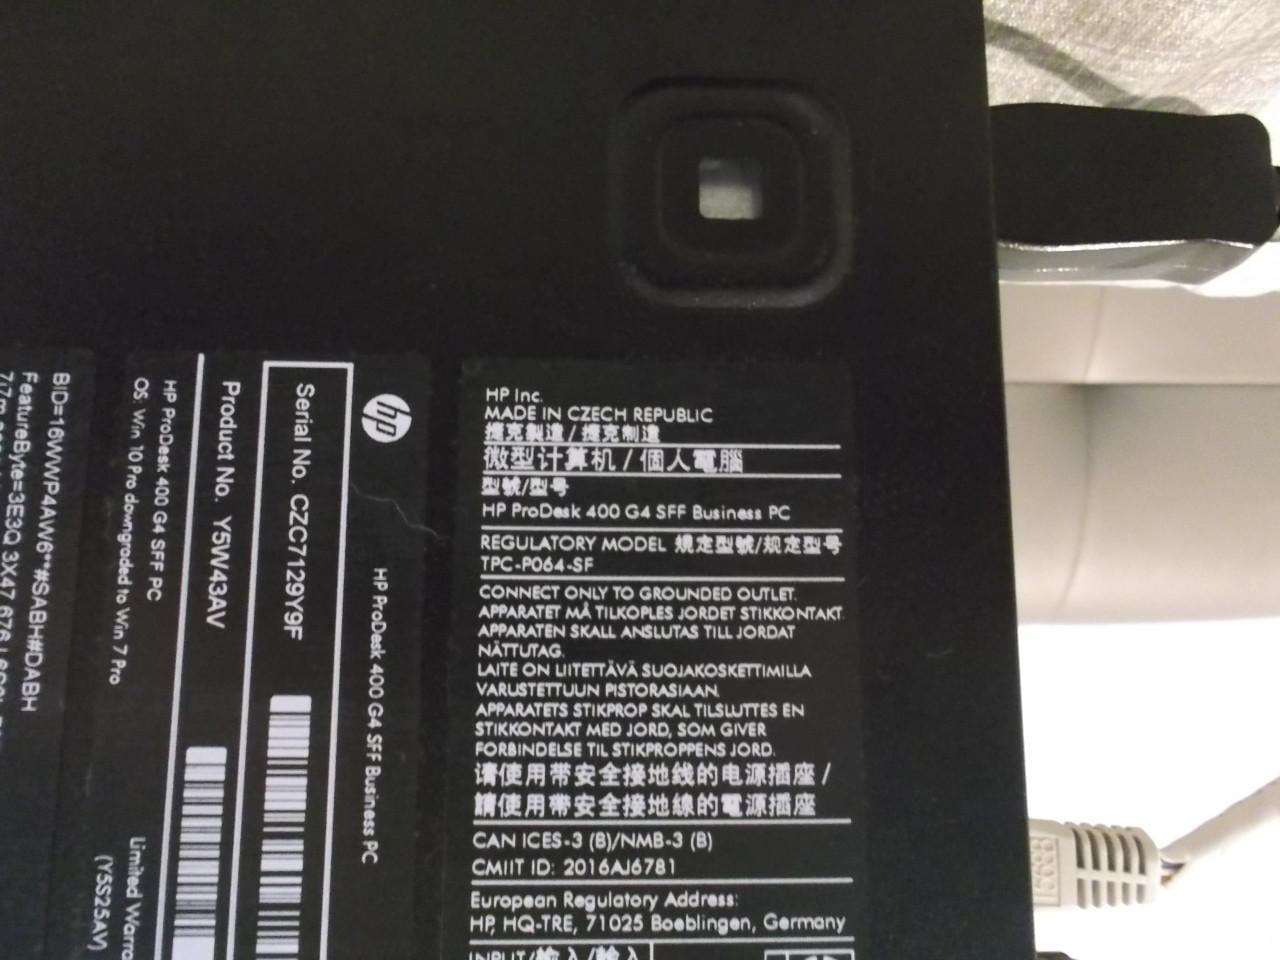 HP Inc.
MADE IN CZECH REPUBLIC
捷克製造 / 捷克制造
微型计算机 / 個人電腦
型號/型号
HP ProDesk 400 G4 SFF Business PC
REGULATORY MODEL 規定型號/规定型号
TPC-P064-SF
CONNECT ONLY TO GROUNDED OUTLET.
APPARATET MÅ TILKOPLES JORDET STIKKONTAKT.
APPARATEN SKALL ANSLUTAS TILL JORDAT
NÄTTUTAG.
LAITE ON LIITETTÄVÄ SUOJAKOSKETTIMILLA
VARUSTETTUUN PISTORASIAAN.
APPARATETS STIKPROP SKAL TILSLUTTES EN
STIKKONTAKT MED JORD, SOM GIVER
FORBINDELSE TIL STIKPROPPENS JORD.
请使用带安全接地线的电源插座 /
請使用帶安全接地線的電源插座
CAN ICES-3 (B)/NMB-3 (B)
CMIIT ID: 2016AJ6781
European Regulatory Address:
HP, HQ-TRE, 71025 Boeblingen, Germany
INPUT/输入/輸入
hp
HP ProDesk 400 G4 SFF Business PC
Serial No. CZC7129Y9F
Product No. Y5W43AV
HP ProDesk 400 G4 SFF PC
OS: Win 10 Pro downgraded to Win 7 Pro
Limited Warra
(Y5S25AV)
BID=16WWP4AW6**#SABH#DABH
FeatureByte=3E3Q 3X47 676J
568B